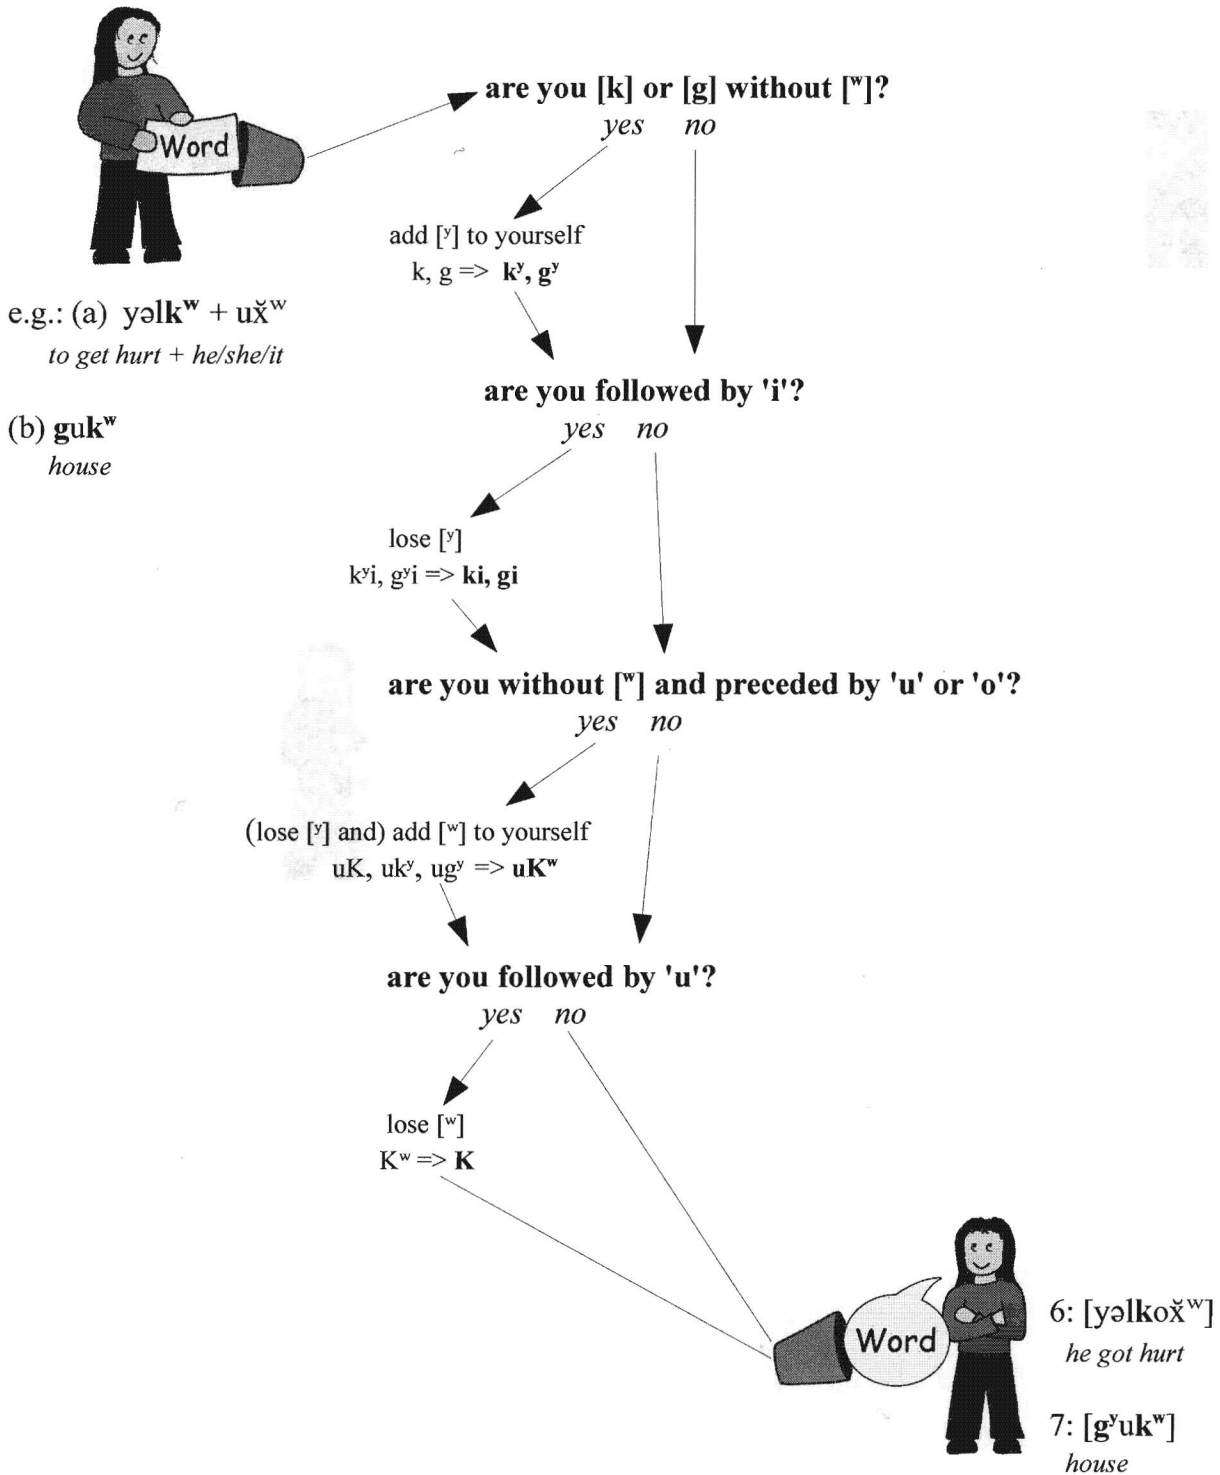 are you [k] or [g] without [ʷ]?
yes no
Word
add [ʸ] to yourself
k, g => kʸ, gʸ
e.g.: (a) yəlkʷ + ux̌ʷ
to get hurt + he/she/it
are you followed by 'i'?
yes no
(b) gukʷ
house
lose [ʸ]
kʸi, gʸi => ki, gi
are you without [ʷ] and preceded by 'u' or 'o'?
yes no
(lose [ʸ] and) add [ʷ] to yourself
uK, ukʸ, ugʸ => uKʷ
are you followed by 'u'?
yes no
lose [ʷ]
Kʷ => K
Word
6: [yəlkox̌ʷ]
he got hurt
7: [gʸukʷ]
house